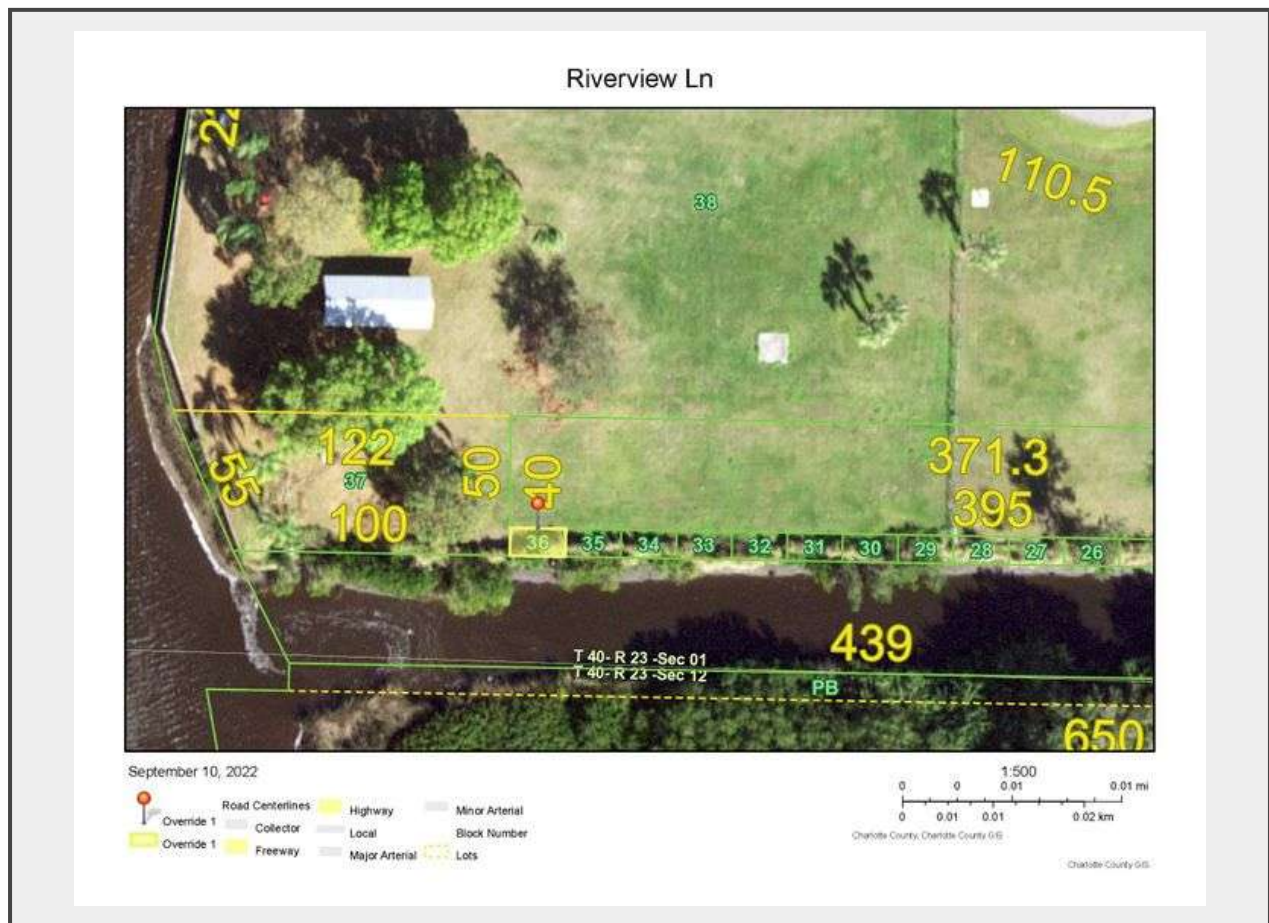 Riverview Ln
110.5
38
122
50
40
55
37
100
371.3
395
36 35 34 33 32 31 30 29 28 27 26
439
T 40- R 23 -Sec 01
T 40- R 23 -Sec 12
PB
650
September 10, 2022
1:500
0 0 0.01 0.01 mi
0 0.01 0.01 0.02 km
Charlotte County, Charlotte County GIS
Charlotte County GIS
Override 1
Override 1
Road Centerlines
Collector
Freeway
Highway
Local
Major Arterial
Minor Arterial
Block Number
Lots